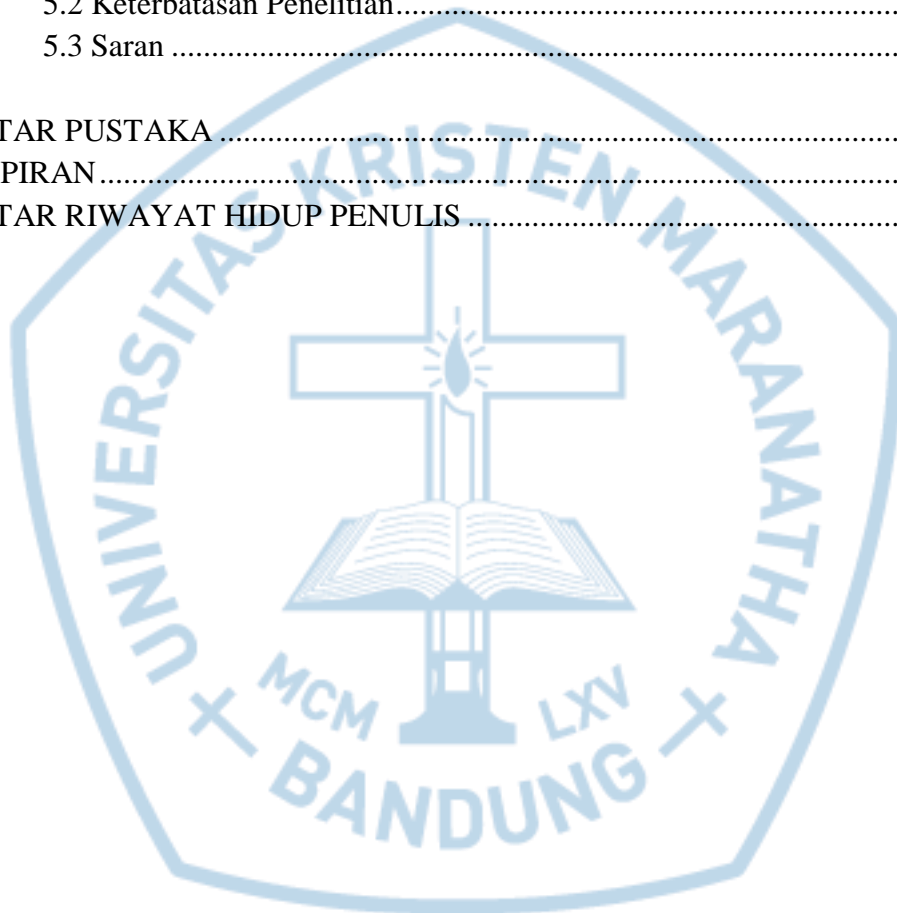 5.2 Keterbatasan Penelitian..............................................................
5.3 Saran ..........................................................................................
TAR PUSTAKA .....................................................................................
PIRAN....................................................................................................
TAR RIWAYAT HIDUP PENULIS ......................................................
UNIVERSITAS KRISTEN MARANATHA
MCM LXV
BANDUNG